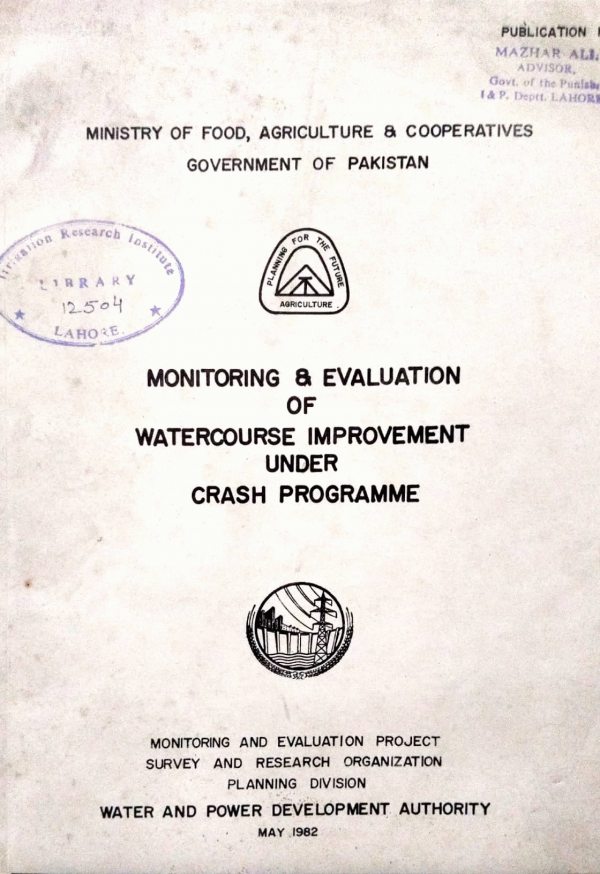 PUBLICATION
MAZHAR ALI
ADVISOR,
Govt. of the Punjab
I & P. Deptt. LAHORE
MINISTRY OF FOOD, AGRICULTURE & COOPERATIVES
GOVERNMENT OF PAKISTAN
Irrigation Research Institute
LIBRARY
12504
LAHORE.
PLANNING FOR THE FUTURE
AGRICULTURE
MONITORING & EVALUATION
OF
WATERCOURSE IMPROVEMENT
UNDER
CRASH PROGRAMME
MONITORING AND EVALUATION PROJECT
SURVEY AND RESEARCH ORGANIZATION
PLANNING DIVISION
WATER AND POWER DEVELOPMENT AUTHORITY
MAY 1982